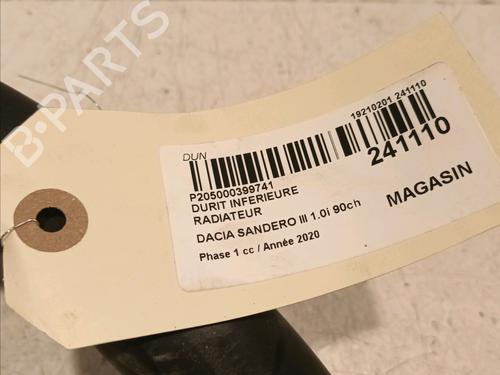 B-PARTS
DUN
19210201 241110
241110
P205000399741
DURIT INFERIEURE
RADIATEUR
MAGASIN
DACIA SANDERO III 1.0i 90ch
Phase 1 cc / Année 2020